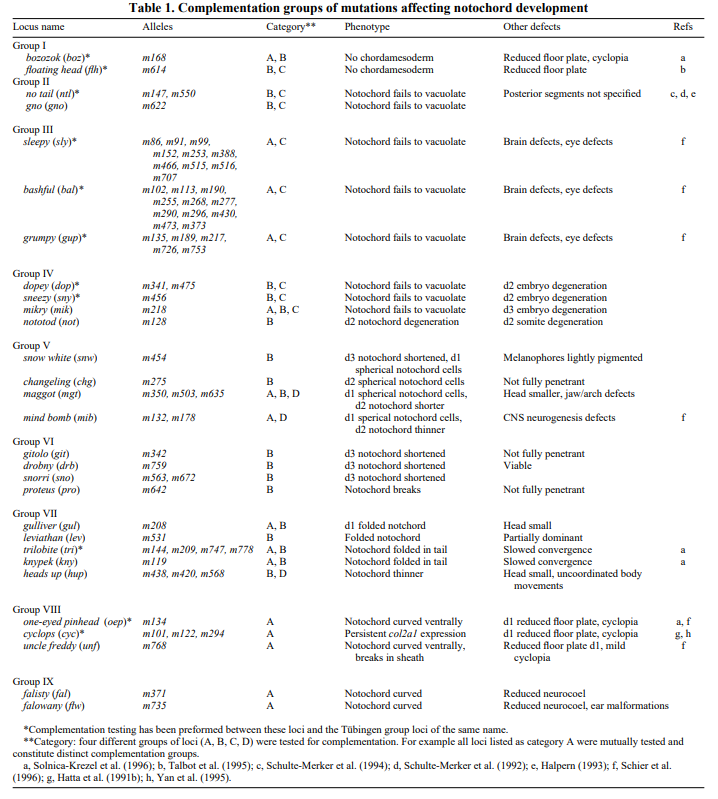 Table 1. Complementation groups of mutations affecting notochord development
Locus name Alleles Category** Phenotype Other defects Refs
Group I
bozozok (boz)* m168 A, B No chordamesoderm Reduced floor plate, cyclopia a
floating head (flh)* m614 B, C No chordamesoderm Reduced floor plate b
Group II
no tail (ntl)* m147, m550 B, C Notochord fails to vacuolate Posterior segments not specified c, d, e
gno (gno) m622 B, C Notochord fails to vacuolate
Group III
sleepy (sly)* m86, m91, m99, A, C Notochord fails to vacuolate Brain defects, eye defects f
m152, m253, m388,
m466, m515, m516,
m707
bashful (bal)* m102, m113, m190, A, C Notochord fails to vacuolate Brain defects, eye defects f
m255, m268, m277,
m290, m296, m430,
m473, m373
grumpy (gup)* m135, m189, m217, A, C Notochord fails to vacuolate Brain defects, eye defects f
m726, m753
Group IV
dopey (dop)* m341, m475 B, C Notochord fails to vacuolate d2 embryo degeneration
sneezy (sny)* m456 B, C Notochord fails to vacuolate d2 embryo degeneration
mikry (mik) m218 A, B, C Notochord fails to vacuolate d3 embryo degeneration
nototod (not) m128 B d2 notochord degeneration d2 somite degeneration
Group V
snow white (snw) m454 B d3 notochord shortened, d1 Melanophores lightly pigmented
spherical notochord cells
changeling (chg) m275 B d2 spherical notochord cells Not fully penetrant
maggot (mgt) m350, m503, m635 A, B, D d1 spherical notochord cells, Head smaller, jaw/arch defects
d2 notochord shorter
mind bomb (mib) m132, m178 A, D d1 sperical notochord cells, CNS neurogenesis defects f
d2 notochord thinner
Group VI
gitolo (git) m342 B d3 notochord shortened Not fully penetrant
drobny (drb) m759 B d3 notochord shortened Viable
snorri (sno) m563, m672 B d3 notochord shortened
proteus (pro) m642 B Notochord breaks Not fully penetrant
Group VII
gulliver (gul) m208 A, B d1 folded notchord Head small
leviathan (lev) m531 B Folded notochord Partially dominant
trilobite (tri)* m144, m209, m747, m778 A, B Notochord folded in tail Slowed convergence a
knypek (kny) m119 A, B Notochord folded in tail Slowed convergence a
heads up (hup) m438, m420, m568 B, D Notochord thinner Head small, uncoordinated body
movements
Group VIII
one-eyed pinhead (oep)* m134 A Notochord curved ventrally d1 reduced floor plate, cyclopia a, f
cyclops (cyc)* m101, m122, m294 A Persistent col2a1 expression d1 reduced floor plate, cyclopia g, h
uncle freddy (unf) m768 A Notochord curved ventrally, Reduced floor plate d1, mild f
breaks in sheath cyclopia
Group IX
falisty (fal) m371 A Notochord curved Reduced neurocoel
falowany (flw) m735 A Notochord curved Reduced neurocoel, ear malformations
*Complementation testing has been preformed between these loci and the Tübingen group loci of the same name.
**Category: four different groups of loci (A, B, C, D) were tested for complementation. For example all loci listed as category A were mutually tested and
constitute distinct complementation groups.
a, Solnica-Krezel et al. (1996); b, Talbot et al. (1995); c, Schulte-Merker et al. (1994); d, Schulte-Merker et al. (1992); e, Halpern (1993); f, Schier et al.
(1996); g, Hatta et al. (1991b); h, Yan et al. (1995).